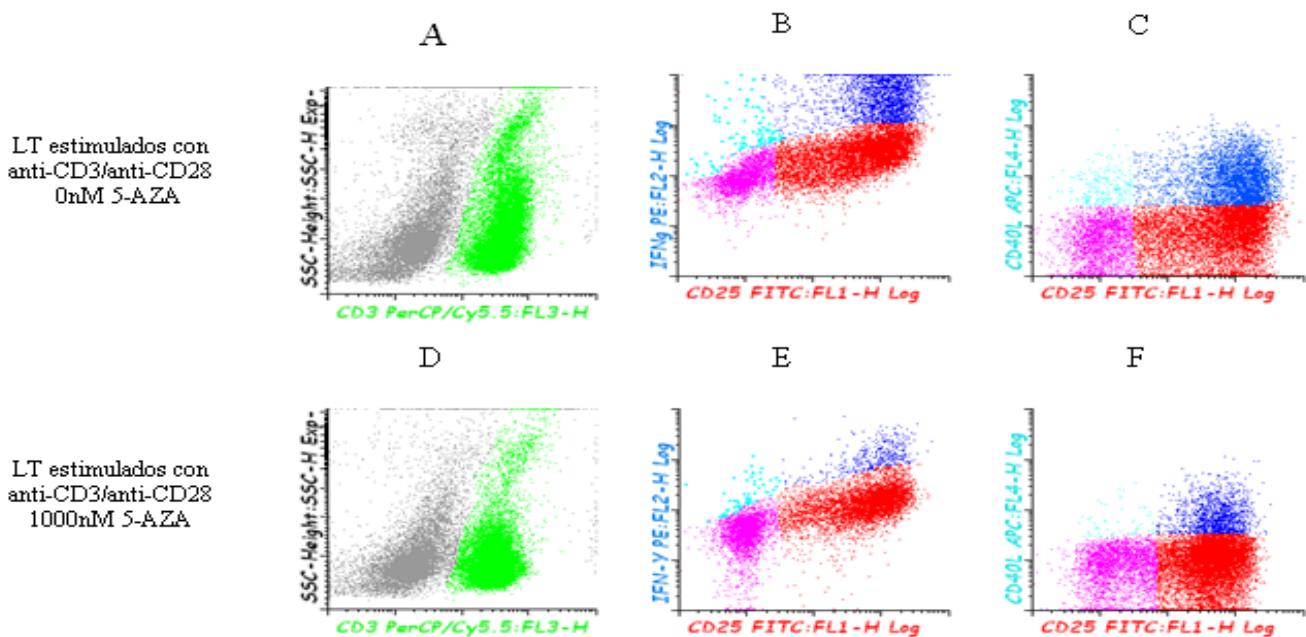 A
B
C
LT estimulados con
anti-CD3/anti-CD28
0nM 5-AZA
SSC-Height:SSC-H Exp-
CD3 PerCP/Cy5.5:FL3-H
IFNg PE:FL2-H Log
CD25 FITC:FL1-H Log
CD40L APC:FL4-H Log
CD25 FITC:FL1-H Log
D
E
F
LT estimulados con
anti-CD3/anti-CD28
1000nM 5-AZA
SSC-Height:SSC-H Exp-
CD3 PerCP/Cy5.5:FL3-H
IFN-Y PE:FL2-H Log
CD25 FITC:FL1-H Log
CD40L APC:FL4-H Log
CD25 FITC:FL1-H Log